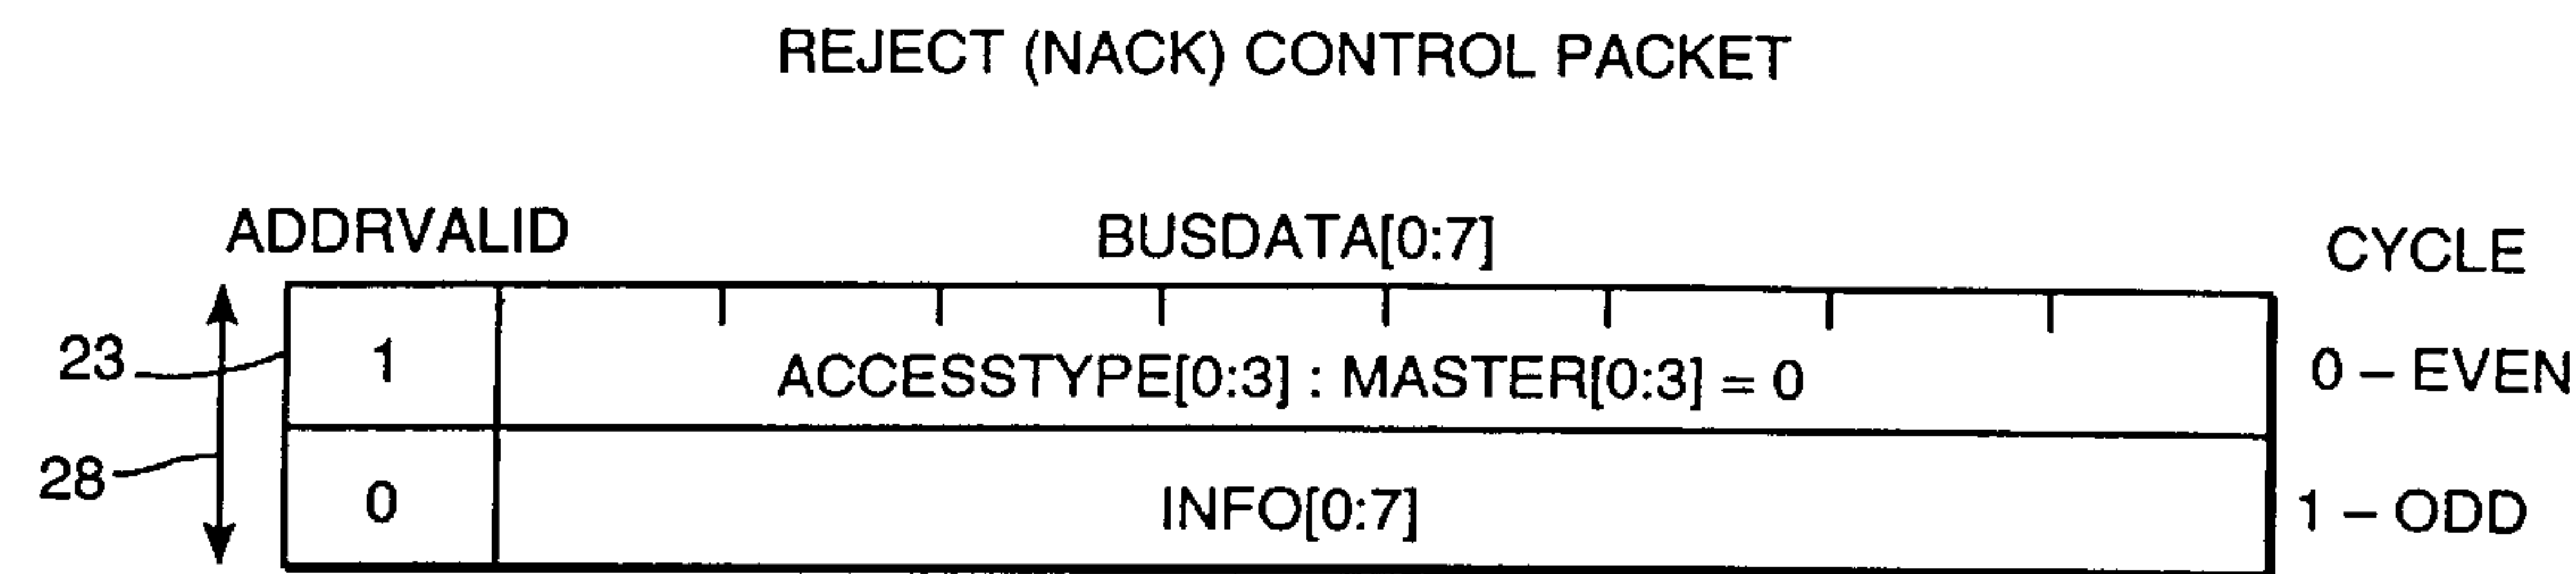 REJECT (NACK) CONTROL PACKET
ADDRVALID BUSDATA[0:7] CYCLE
23 1 ACCESSTYPE[0:3] : MASTER[0:3] = 0 0 – EVEN
28 0 INFO[0:7] 1 – ODD